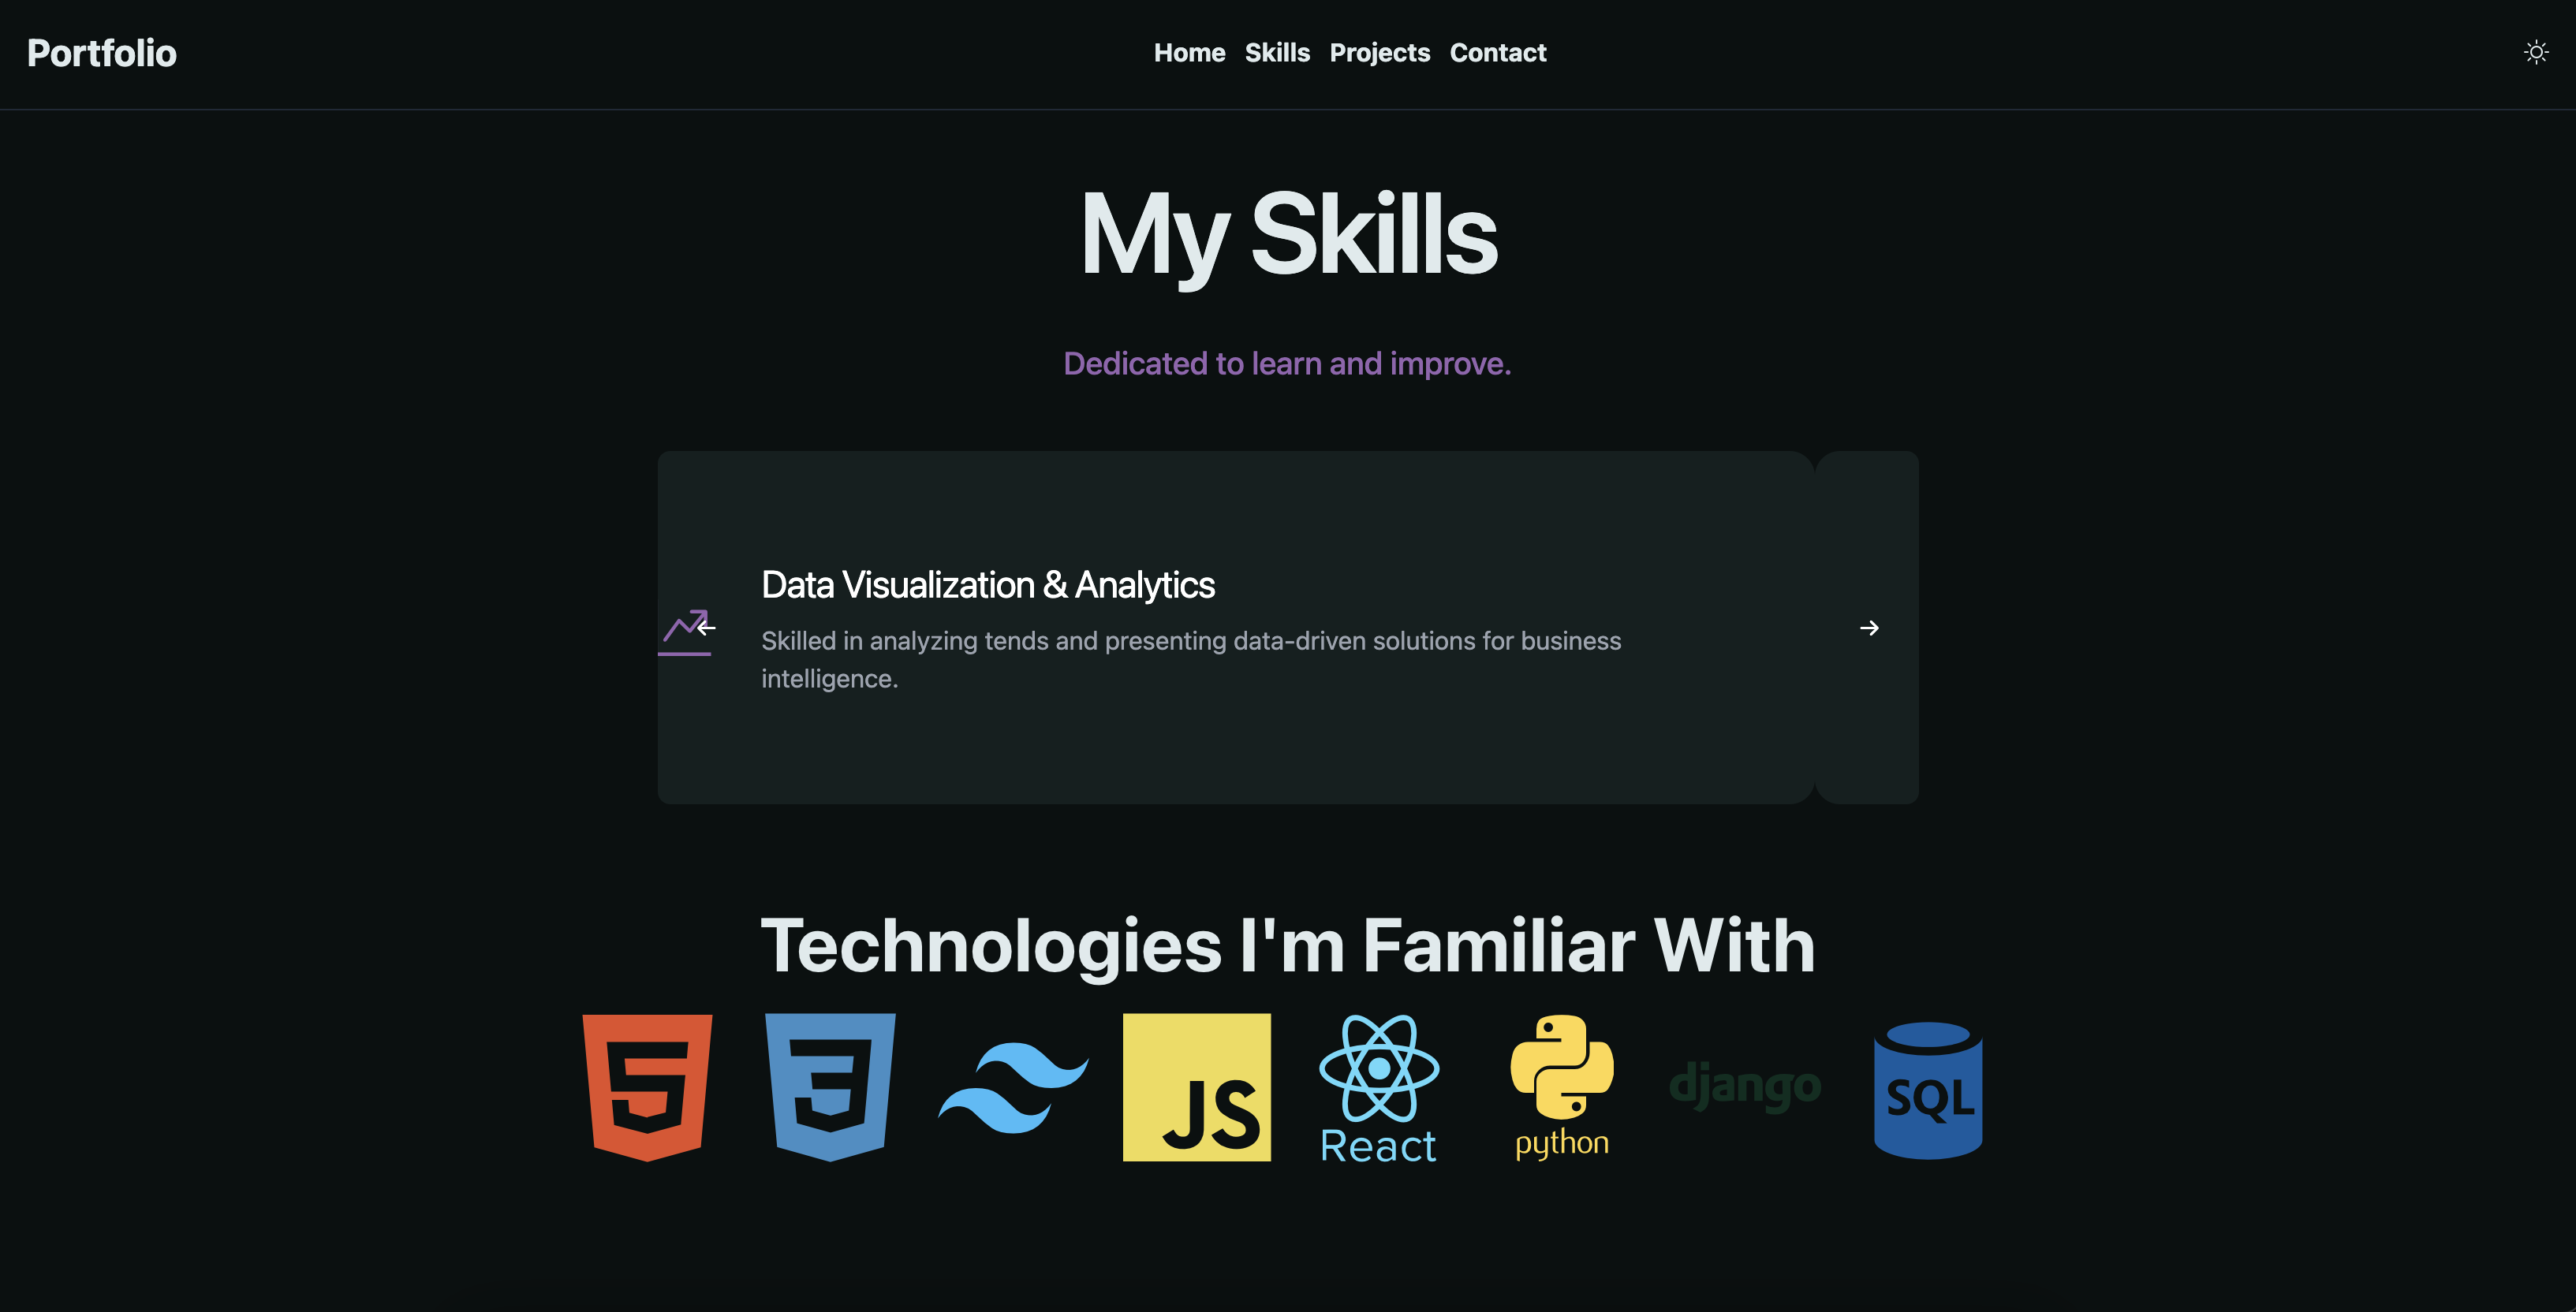 Portfolio
Home Skills Projects Contact
My Skills
Dedicated to learn and improve.
Data Visualization & Analytics
Skilled in analyzing tends and presenting data-driven solutions for business
intelligence.
Technologies I'm Familiar With
5
3
JS
React
python
django
SQL